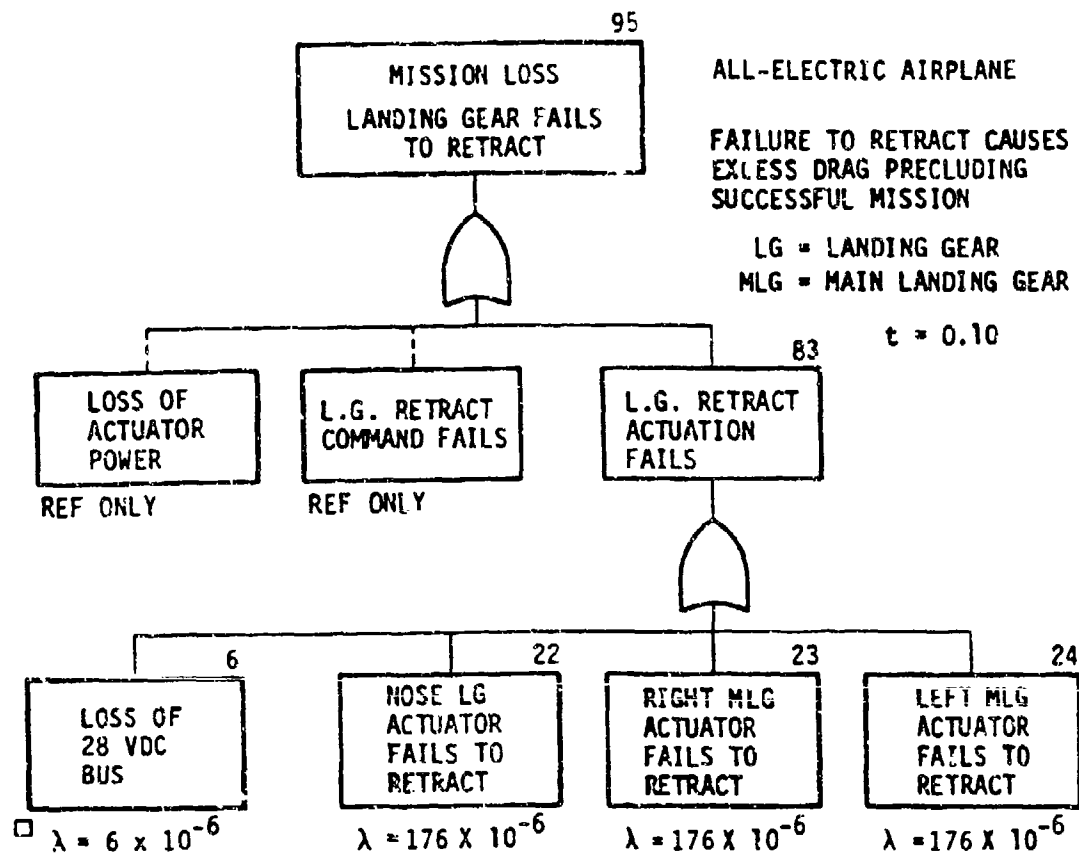 95
MISSION LOSS
LANDING GEAR FAILS
TO RETRACT
ALL-ELECTRIC AIRPLANE
FAILURE TO RETRACT CAUSES
EXCESS DRAG PRECLUDING
SUCCESSFUL MISSION
LG = LANDING GEAR
MLG = MAIN LANDING GEAR
t = 0.10
LOSS OF
ACTUATOR
POWER
REF ONLY
L.G. RETRACT
COMMAND FAILS
REF ONLY
83
L.G. RETRACT
ACTUATION
FAILS
6
LOSS OF
28 VDC
BUS
λ = 6 x 10⁻⁶
22
NOSE LG
ACTUATOR
FAILS TO
RETRACT
λ = 176 X 10⁻⁶
23
RIGHT MLG
ACTUATOR
FAILS TO
RETRACT
λ = 176 X 10⁻⁶
24
LEFT MLG
ACTUATOR
FAILS TO
RETRACT
λ = 176 X 10⁻⁶